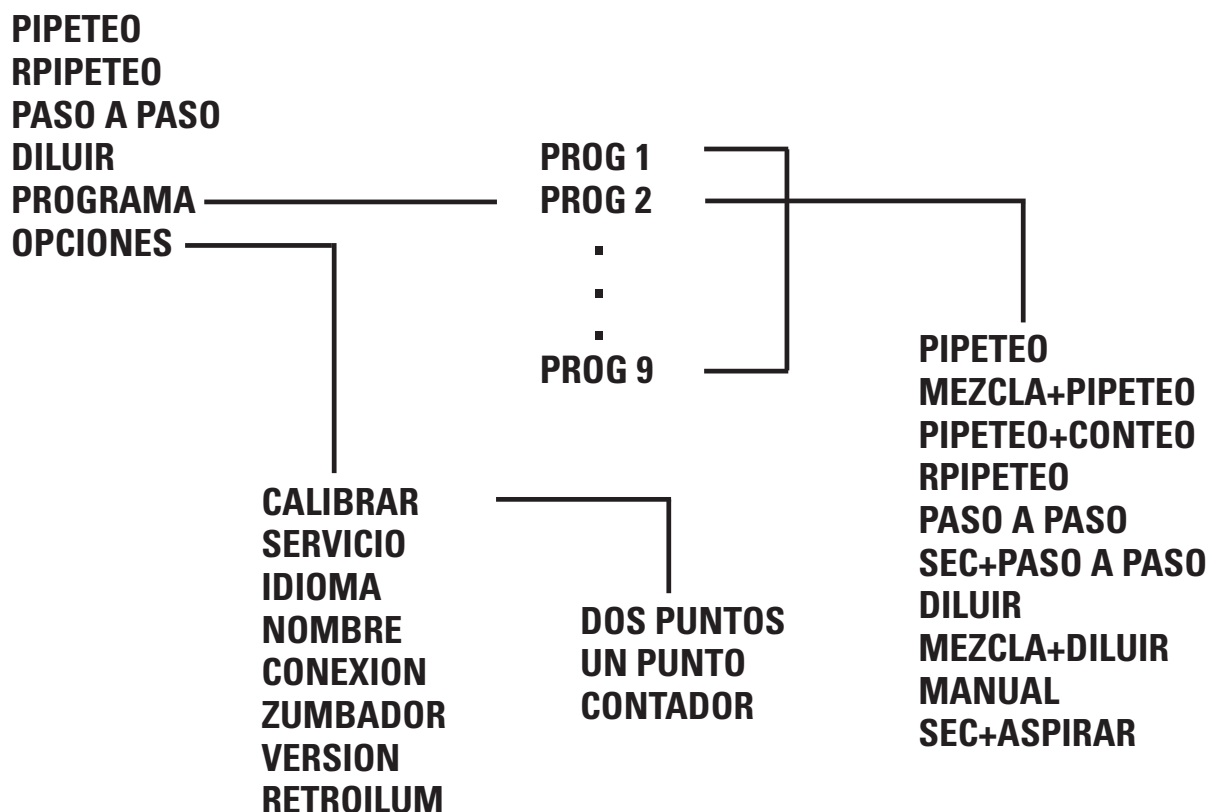 PIPETEO
RPIPETEO
PASO A PASO
DILUIR
PROGRAMA
OPCIONES
PROG 1
PROG 2
PROG 9
PIPETEO
MEZCLA+PIPETEO
PIPETEO+CONTEO
RPIPETEO
PASO A PASO
SEC+PASO A PASO
DILUIR
MEZCLA+DILUIR
MANUAL
SEC+ASPIRAR
CALIBRAR
SERVICIO
IDIOMA
NOMBRE
CONEXION
ZUMBADOR
VERSION
RETROILUM
DOS PUNTOS
UN PUNTO
CONTADOR